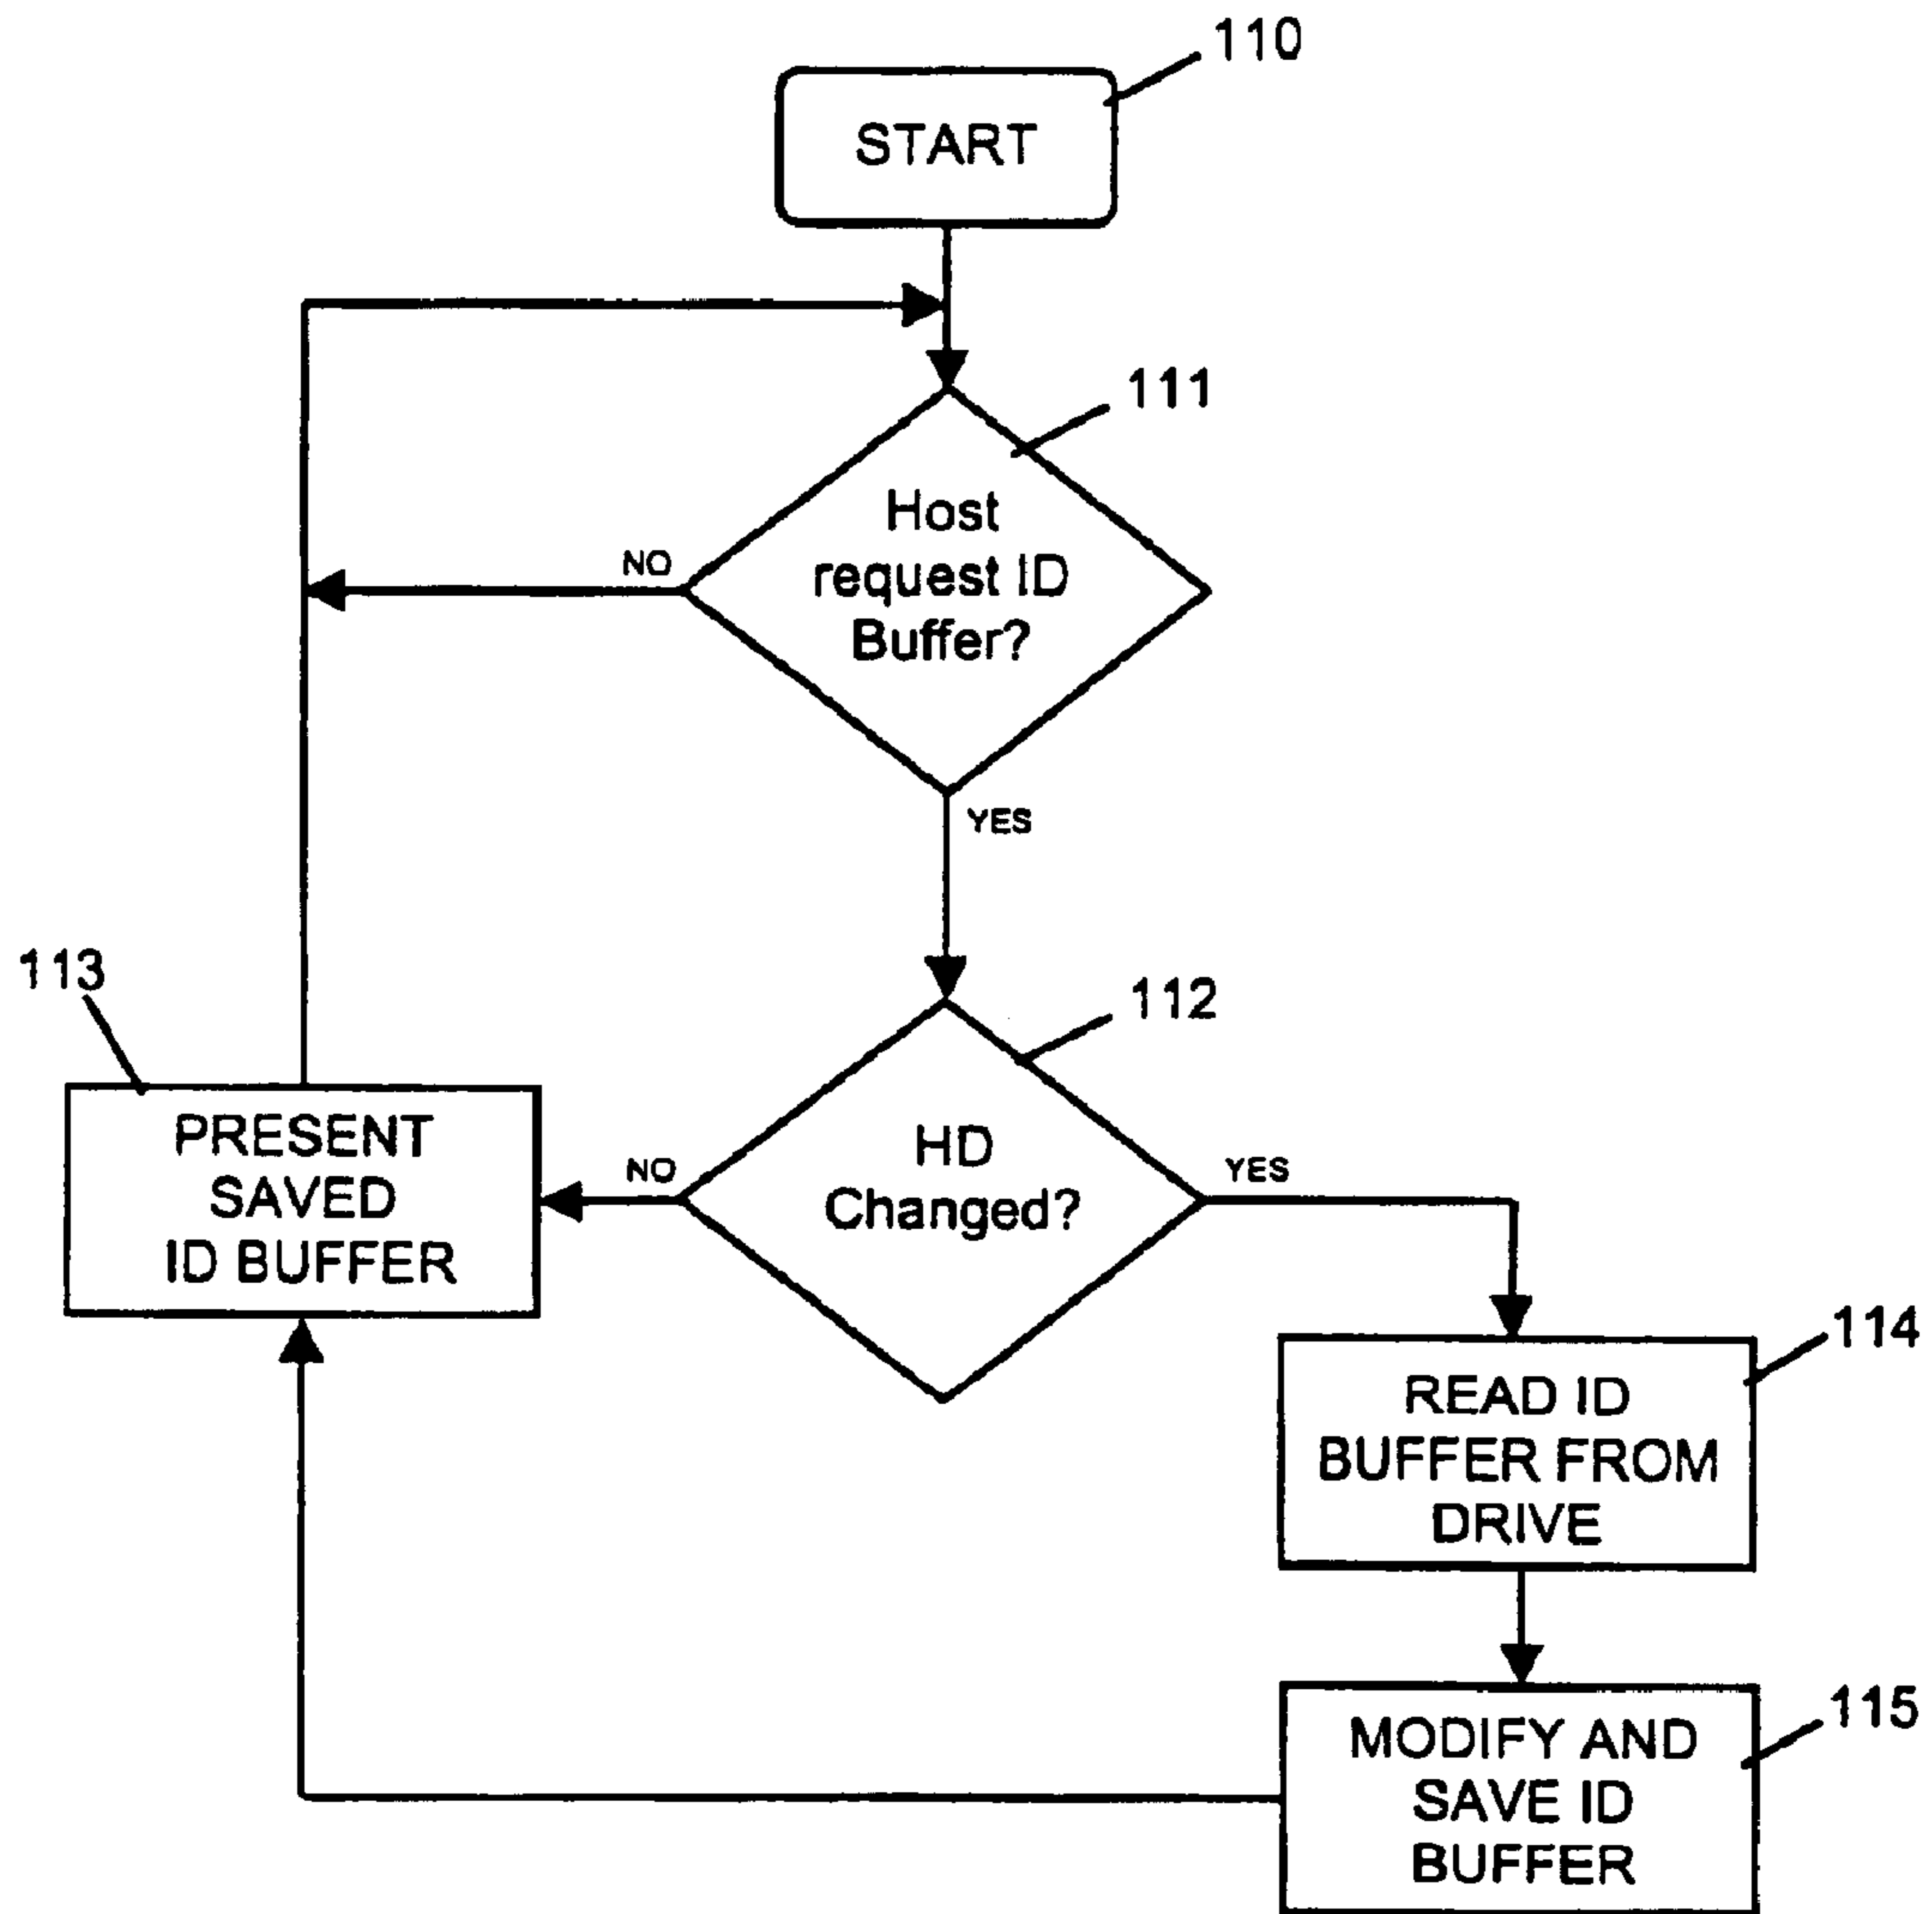 110
START
111
Host
request ID
Buffer?
NO
YES
113
112
PRESENT
SAVED
ID BUFFER
NO
HD
Changed?
YES
114
READ ID
BUFFER FROM
DRIVE
115
MODIFY AND
SAVE ID
BUFFER